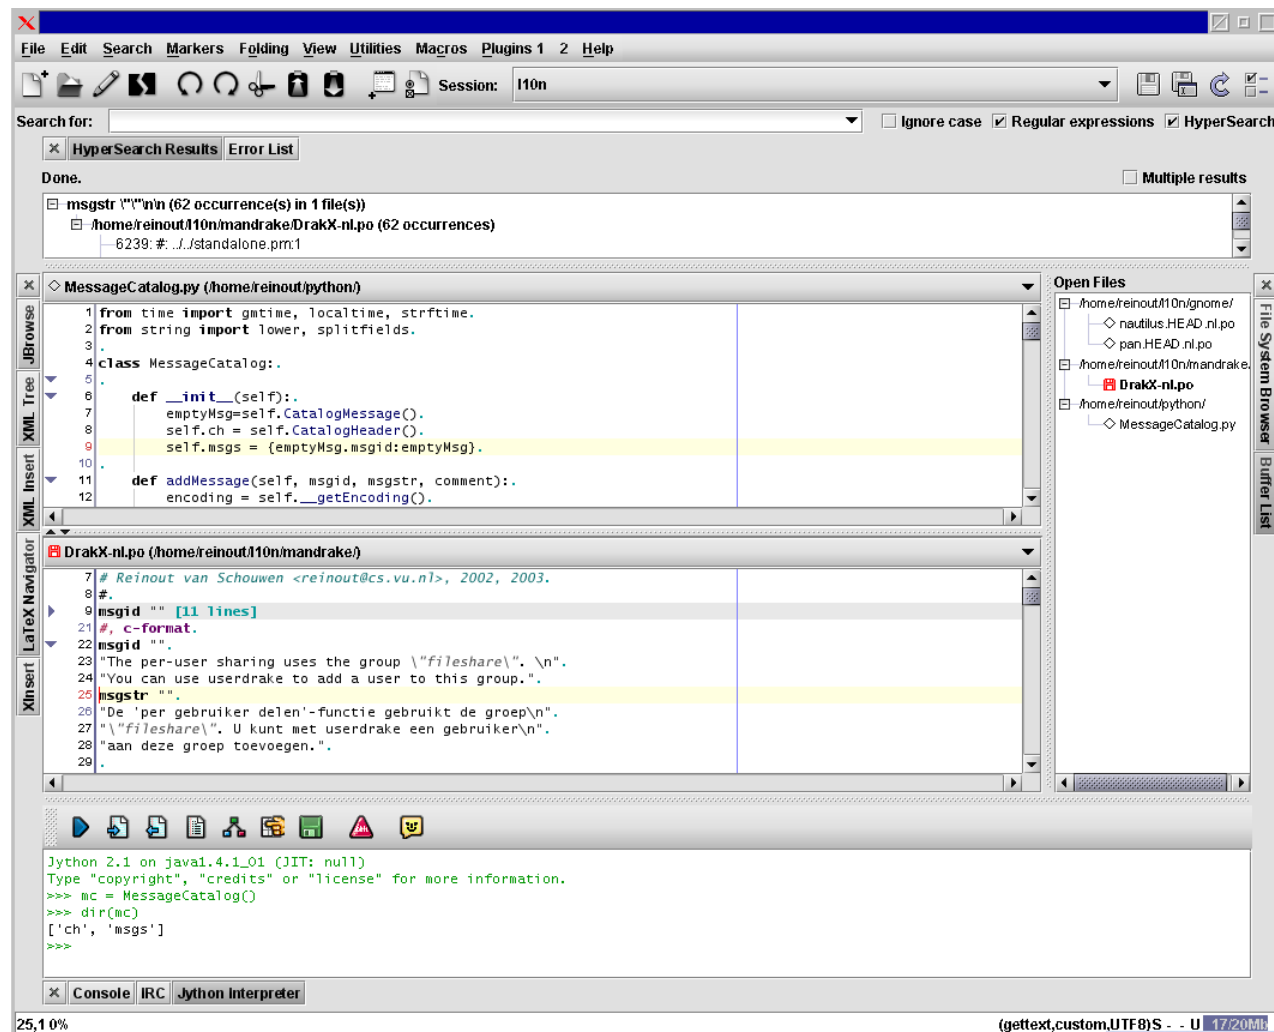 File Edit Search Markers Folding View Utilities Macros Plugins 1 2 Help
Session: l10n
Search for: Ignore case Regular expressions HyperSearch
HyperSearch Results Error List
Done. Multiple results
msgstr \"\"\n\n (62 occurrence(s) in 1 file(s))
/home/reinout/l10n/mandrake/DrakX-nl.po (62 occurrences)
6239: #: ../../standalone.pm:1
JBrowse
XML Tree
XML Insert
LaTeX Navigator
XInsert
MessageCatalog.py (/home/reinout/python/)
1 from time import gmtime, localtime, strftime.
2 from string import lower, splitfields.
3 .
4 class MessageCatalog:.
5 .
6 def __init__(self):.
7 emptyMsg=self.CatalogMessage().
8 self.ch = self.CatalogHeader().
9 self.msgs = {emptyMsg.msgid:emptyMsg}.
10 .
11 def addMessage(self, msgid, msgstr, comment):.
12 encoding = self.__getEncoding().
DrakX-nl.po (/home/reinout/l10n/mandrake/)
7 # Reinout van Schouwen <reinout@cs.vu.nl>, 2002, 2003.
8 #.
9 msgid "" [11 lines]
21 #, c-format.
22 msgid "".
23 "The per-user sharing uses the group \"fileshare\". \n".
24 "You can use userdrake to add a user to this group.".
25 msgstr "".
26 "De 'per gebruiker delen'-functie gebruikt de groep\n".
27 "\"fileshare\". U kunt met userdrake een gebruiker\n".
28 "aan deze groep toevoegen.".
29 .
Open Files
/home/reinout/l10n/gnome/
nautilus.HEAD.nl.po
pan.HEAD.nl.po
/home/reinout/l10n/mandrake.
DrakX-nl.po
/home/reinout/python/
MessageCatalog.py
File System Browser
Buffer List
Jython 2.1 on java1.4.1_01 (JIT: null)
Type "copyright", "credits" or "license" for more information.
>>> mc = MessageCatalog()
>>> dir(mc)
['ch', 'msgs']
>>>
Console IRC Jython Interpreter
25,1 0% (gettext,custom,UTF8)S - - U 17/20Mb